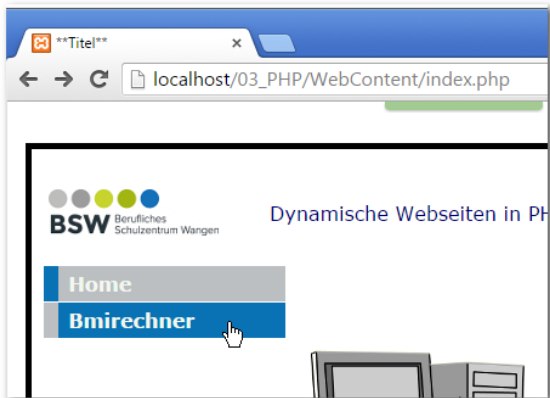 **Titel**
localhost/03_PHP/WebContent/index.php
BSW Berufliches
Schulzentrum Wangen
Dynamische Webseiten in PH
Home
Bmirechner